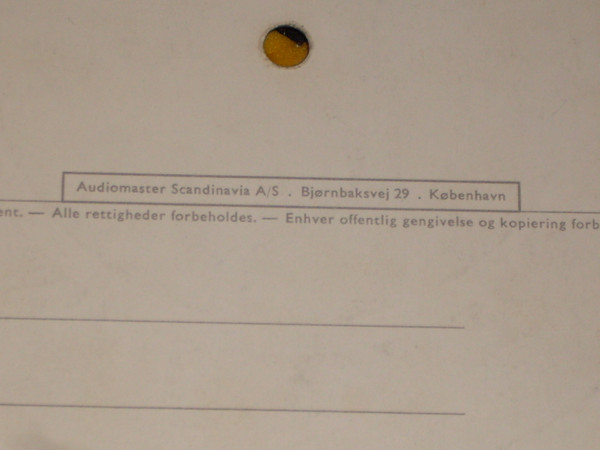 Audiomaster Scandinavia A/S . Bjørnbaksvej 29 . København
ent. — Alle rettigheder forbeholdes. — Enhver offentlig gengivelse og kopiering forb